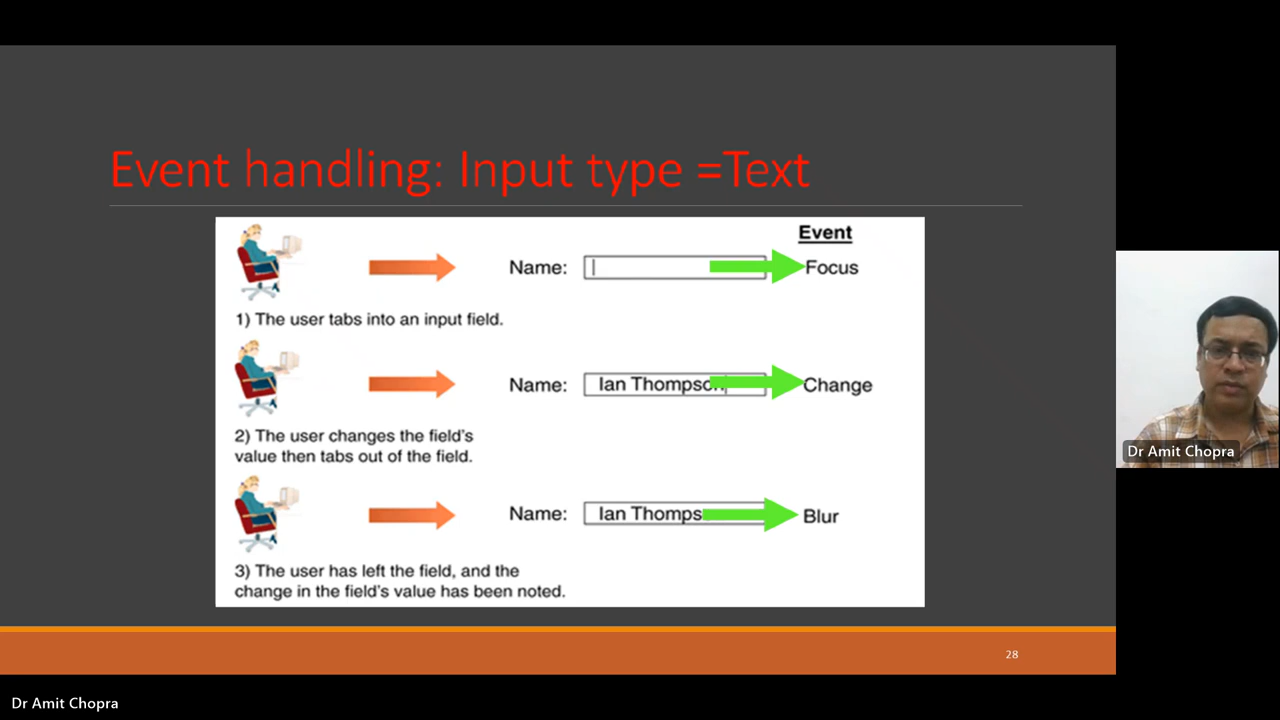 Event handling: Input type =Text
Event
Name:
Focus
1) The user tabs into an input field.
Name: Ian Thompson
Change
2) The user changes the field's
value then tabs out of the field.
Name: Ian Thomps
Blur
3) The user has left the field, and the
change in the field's value has been noted.
28
Dr Amit Chopra
Dr Amit Chopra